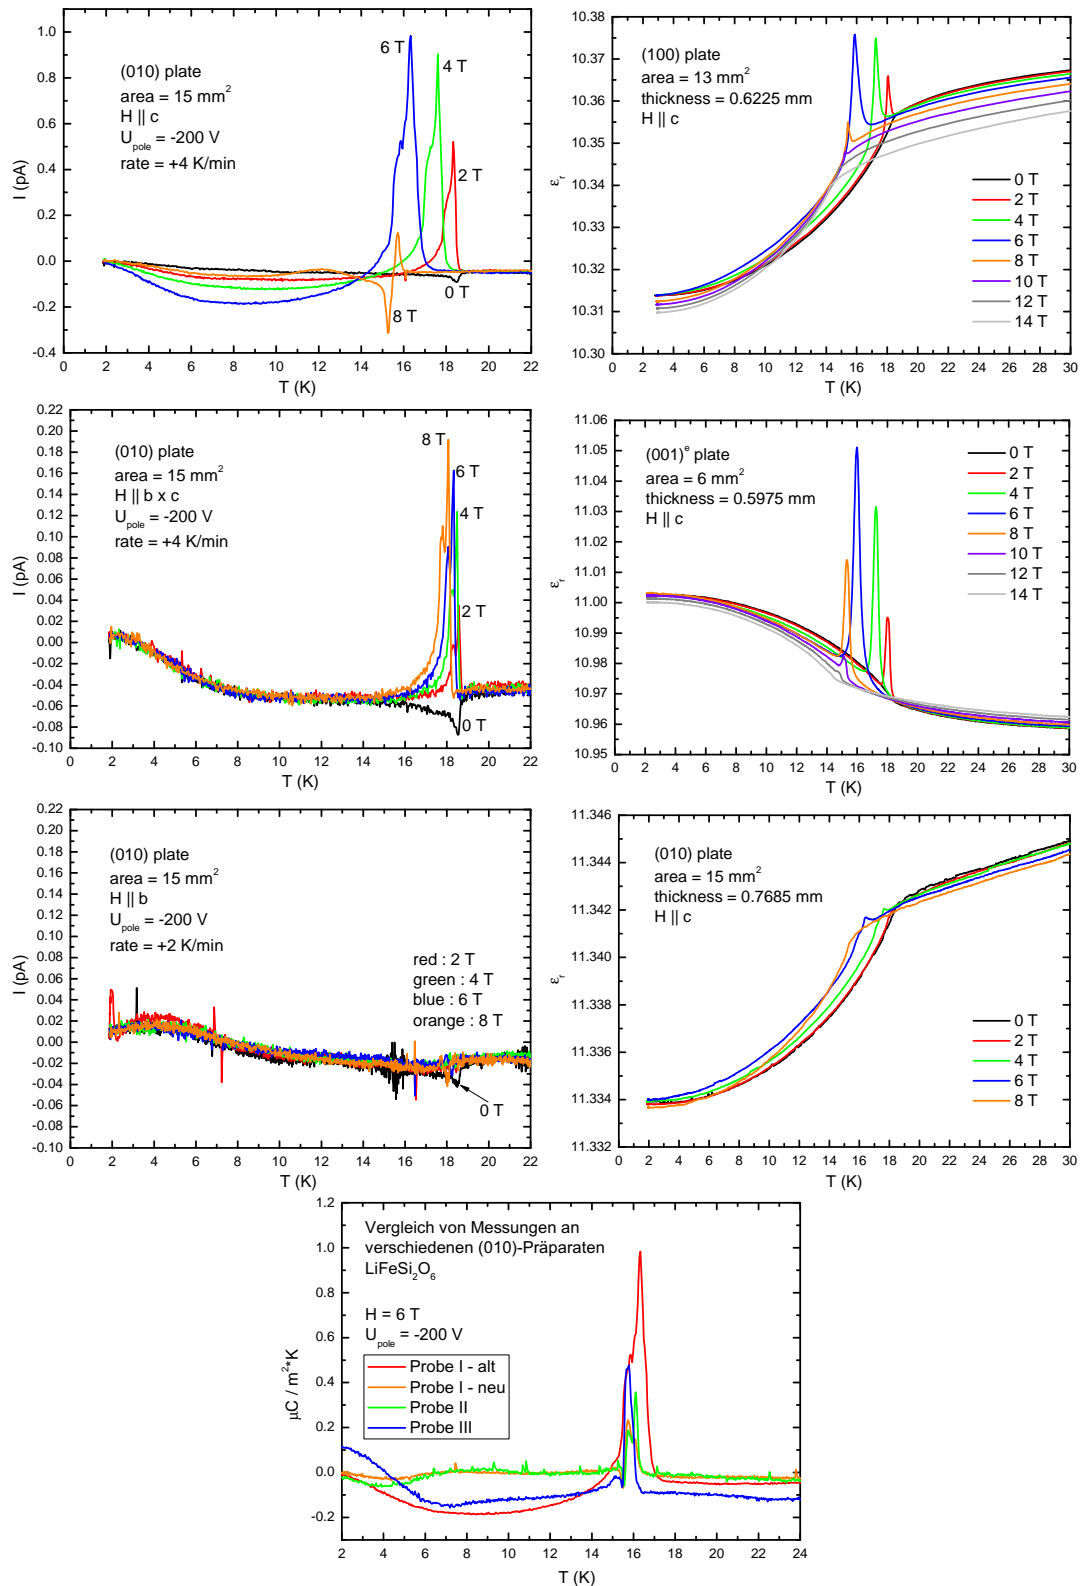 (010) plate
area = 15 mm²
H || c
U_pole = -200 V
rate = +4 K/min
6 T
4 T
2 T
0 T
8 T
I (pA)
1.0
0.8
0.6
0.4
0.2
0.0
-0.2
-0.4
0 2 4 6 8 10 12 14 16 18 20 22
T (K)
(100) plate
area = 13 mm²
thickness = 0.6225 mm
H || c
0 T
2 T
4 T
6 T
8 T
10 T
12 T
14 T
εr
10.38
10.37
10.36
10.34
10.33
10.32
10.31
10.30
0 2 4 6 8 10 12 14 16 18 20 22 24 26 28 30
T (K)
(010) plate
area = 15 mm²
H || b x c
U_pole = -200 V
rate = +4 K/min
8 T
6 T
4 T
2 T
0 T
I (pA)
0.22
0.20
0.18
0.16
0.14
0.12
0.10
0.08
0.06
0.04
0.02
0.00
-0.02
-0.04
-0.06
-0.08
-0.10
0 2 4 6 8 10 12 14 16 18 20 22
T (K)
(001)ᵉ plate
area = 6 mm²
thickness = 0.5975 mm
H || c
0 T
2 T
4 T
6 T
8 T
10 T
12 T
14 T
εr
11.06
11.05
11.03
11.02
11.00
10.99
10.98
10.97
10.96
10.95
0 2 4 6 8 10 12 14 16 18 20 22 24 26 28 30
T (K)
(010) plate
area = 15 mm²
H || b
U_pole = -200 V
rate = +2 K/min
red : 2 T
green : 4 T
blue : 6 T
orange : 8 T
0 T
I (pA)
0.22
0.20
0.18
0.16
0.14
0.12
0.10
0.08
0.06
0.04
0.02
0.00
-0.02
-0.04
-0.06
-0.08
-0.10
0 2 4 6 8 10 12 14 16 18 20 22
T (K)
(010) plate
area = 15 mm²
thickness = 0.7685 mm
H || c
0 T
2 T
4 T
6 T
8 T
εr
11.346
11.344
11.342
11.340
11.338
11.336
11.334
11.332
0 2 4 6 8 10 12 14 16 18 20 22 24 26 28 30
T (K)
Vergleich von Messungen an
verschiedenen (010)-Präparaten
LiFeSi₂O₆
H = 6 T
U_pole = -200 V
Probe I - alt
Probe I - neu
Probe II
Probe III
μC / m²*K
1.2
1.0
0.8
0.6
0.4
0.2
0.0
-0.2
2 4 6 8 10 12 14 16 18 20 22 24
T (K)